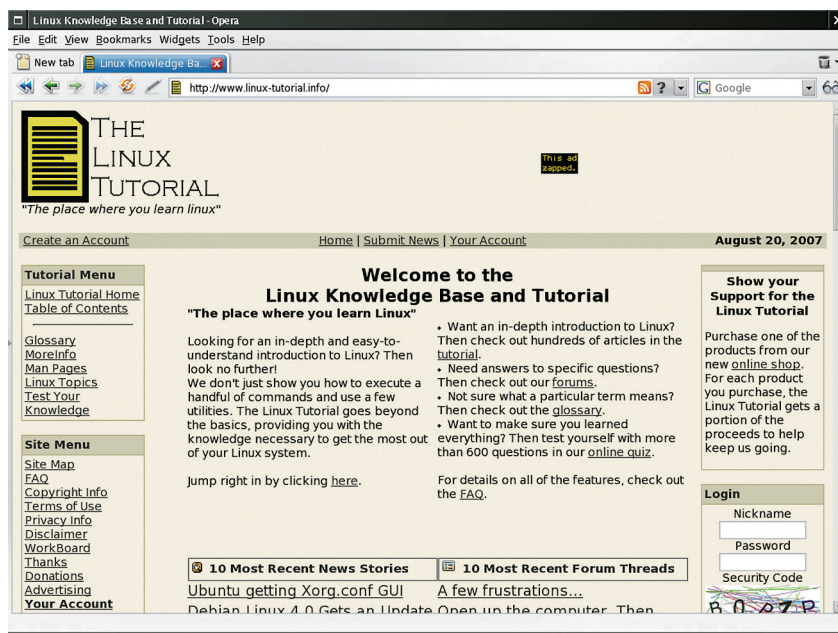 Linux Knowledge Base and Tutorial - Opera
File Edit View Bookmarks Widgets Tools Help
New tab
Linux Knowledge Ba...
http://www.linux-tutorial.info/
?
G Google
THE
LINUX
TUTORIAL
"The place where you learn linux"
This ad
zapped.
Create an Account
Home | Submit News | Your Account
August 20, 2007
Tutorial Menu
Linux Tutorial Home
Table of Contents
Glossary
MoreInfo
Man Pages
Linux Topics
Test Your
Knowledge
Site Menu
Site Map
FAQ
Copyright Info
Terms of Use
Privacy Info
Disclaimer
WorkBoard
Thanks
Donations
Advertising
Your Account
Welcome to the
Linux Knowledge Base and Tutorial
"The place where you learn Linux"
Looking for an in-depth and easy-to-
understand introduction to Linux? Then
look no further!
We don't just show you how to execute a
handful of commands and use a few
utilities. The Linux Tutorial goes beyond
the basics, providing you with the
knowledge necessary to get the most out
of your Linux system.
Jump right in by clicking here.
• Want an in-depth introduction to Linux?
Then check out hundreds of articles in the
tutorial.
• Need answers to specific questions?
Then check out our forums.
• Not sure what a particular term means?
Then check out the glossary.
• Want to make sure you learned
everything? Then test yourself with more
than 600 questions in our online quiz.
For details on all of the features, check out
the FAQ.
10 Most Recent News Stories
Ubuntu getting Xorg.conf GUI
Debian Linux 4.0 Gets an Update
10 Most Recent Forum Threads
A few frustrations...
Open up the computer. Then
Show your
Support for the
Linux Tutorial
Purchase one of the
products from our
new online shop.
For each product
you purchase, the
Linux Tutorial gets a
portion of the
proceeds to help
keep us going.
Login
Nickname
Password
Security Code